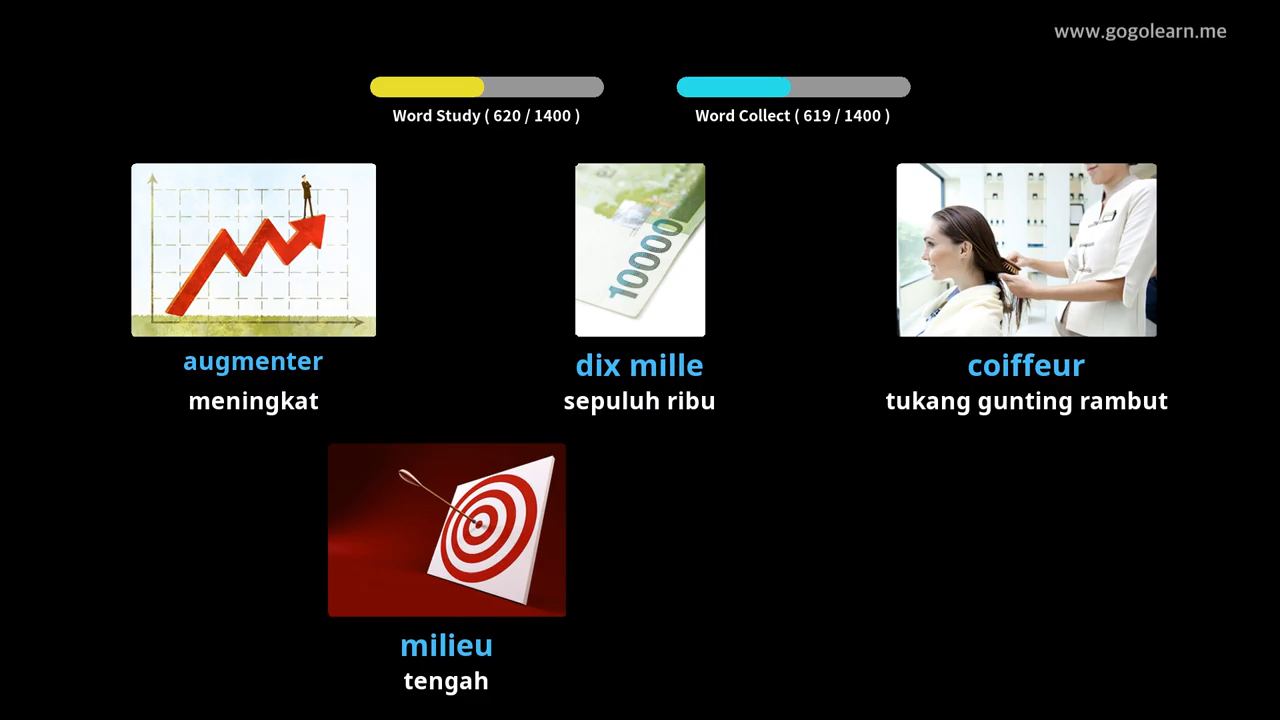 www.gogolearn.me
Word Study ( 620 / 1400 )
Word Collect ( 619 / 1400 )
10000
augmenter
meningkat
dix mille
sepuluh ribu
coiffeur
tukang gunting rambut
milieu
tengah